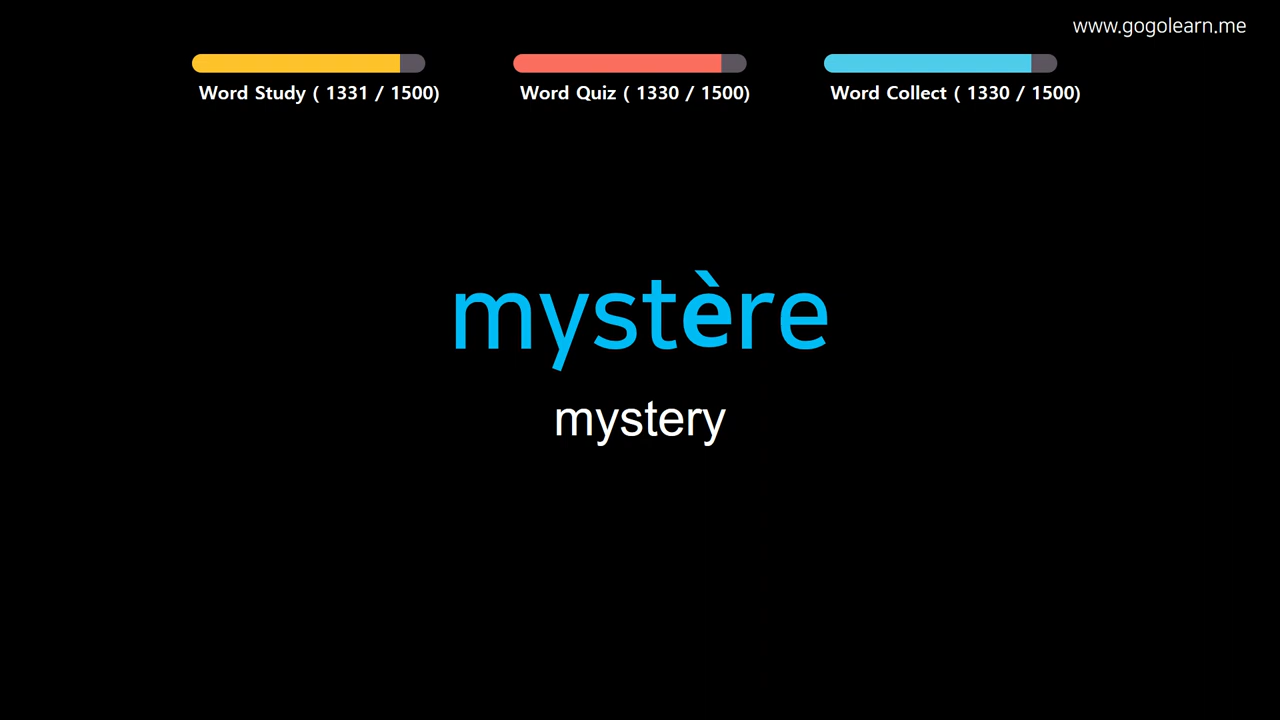 www.gogolearn.me
Word Study ( 1331 / 1500)
Word Quiz ( 1330 / 1500)
Word Collect ( 1330 / 1500)
mystère
mystery